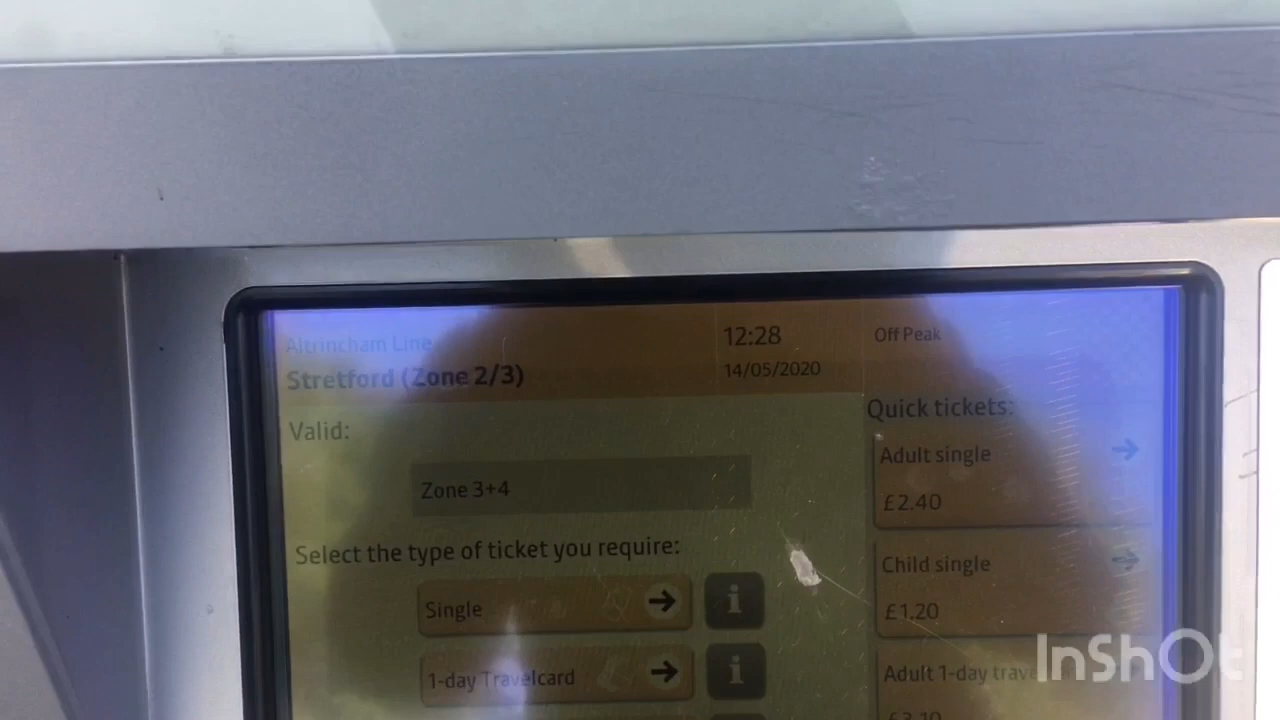 Altrincham Line
Stretford (Zone 2/3)
12:28
14/05/2020
Off Peak
Valid:
Zone 3+4
Select the type of ticket you require:
Single
i
1-day Travelcard
i
Quick tickets:
Adult single
£2.40
Child single
£1.20
Adult 1-day trave
£3.10
InShOt